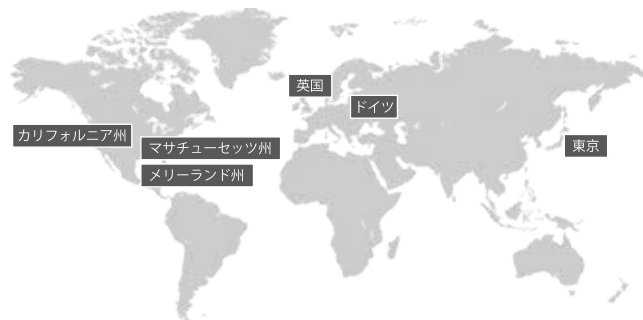 英国
ドイツ
カリフォルニア州
マサチューセッツ州
東京
メリーランド州